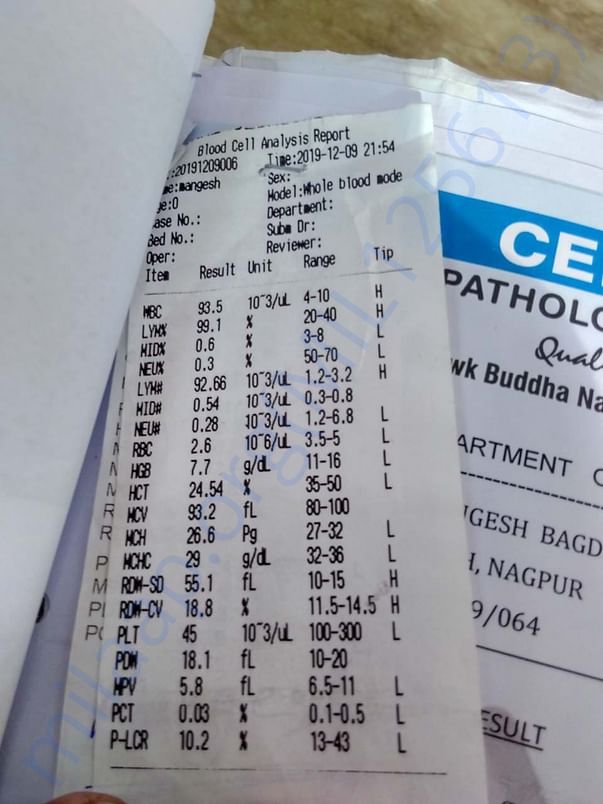 Blood Cell Analysis Report
:20191209006 Time:2019-12-09 21:54
me:mangesh Sex:
ge:0 Model:Whole blood mode
ase No.: Department:
Bed No.: Subm Dr:
Oper: Reviewer:
Item Result Unit Range Tip
WBC 93.5 10^3/uL 4-10 H
LYM% 99.1 % 20-40 H
MID% 0.6 % 3-8 L
NEU% 0.3 % 50-70 L
LYM# 92.66 10^3/uL 1.2-3.2 H
MID# 0.54 10^3/uL 0.3-0.8
NEU# 0.28 10^3/uL 1.2-6.8 L
RBC 2.6 10^6/uL 3.5-5 L
HGB 7.7 g/dL 11-16 L
HCT 24.54 % 35-50 L
MCV 93.2 fL 80-100
MCH 26.6 Pg 27-32 L
MCHC 29 g/dL 32-36 L
RDW-SD 55.1 fL 10-15 H
RDW-CV 18.8 % 11.5-14.5 H
PLT 45 10^3/uL 100-300 L
PDW 18.1 fL 10-20
MPV 5.8 fL 6.5-11 L
PCT 0.03 % 0.1-0.5 L
P-LCR 10.2 % 13-43 L
CE
PATHOLO
Qual
wk Buddha Na
ARTMENT
GESH BAGD
H, NAGPUR
9/064
ESULT
milaap.org